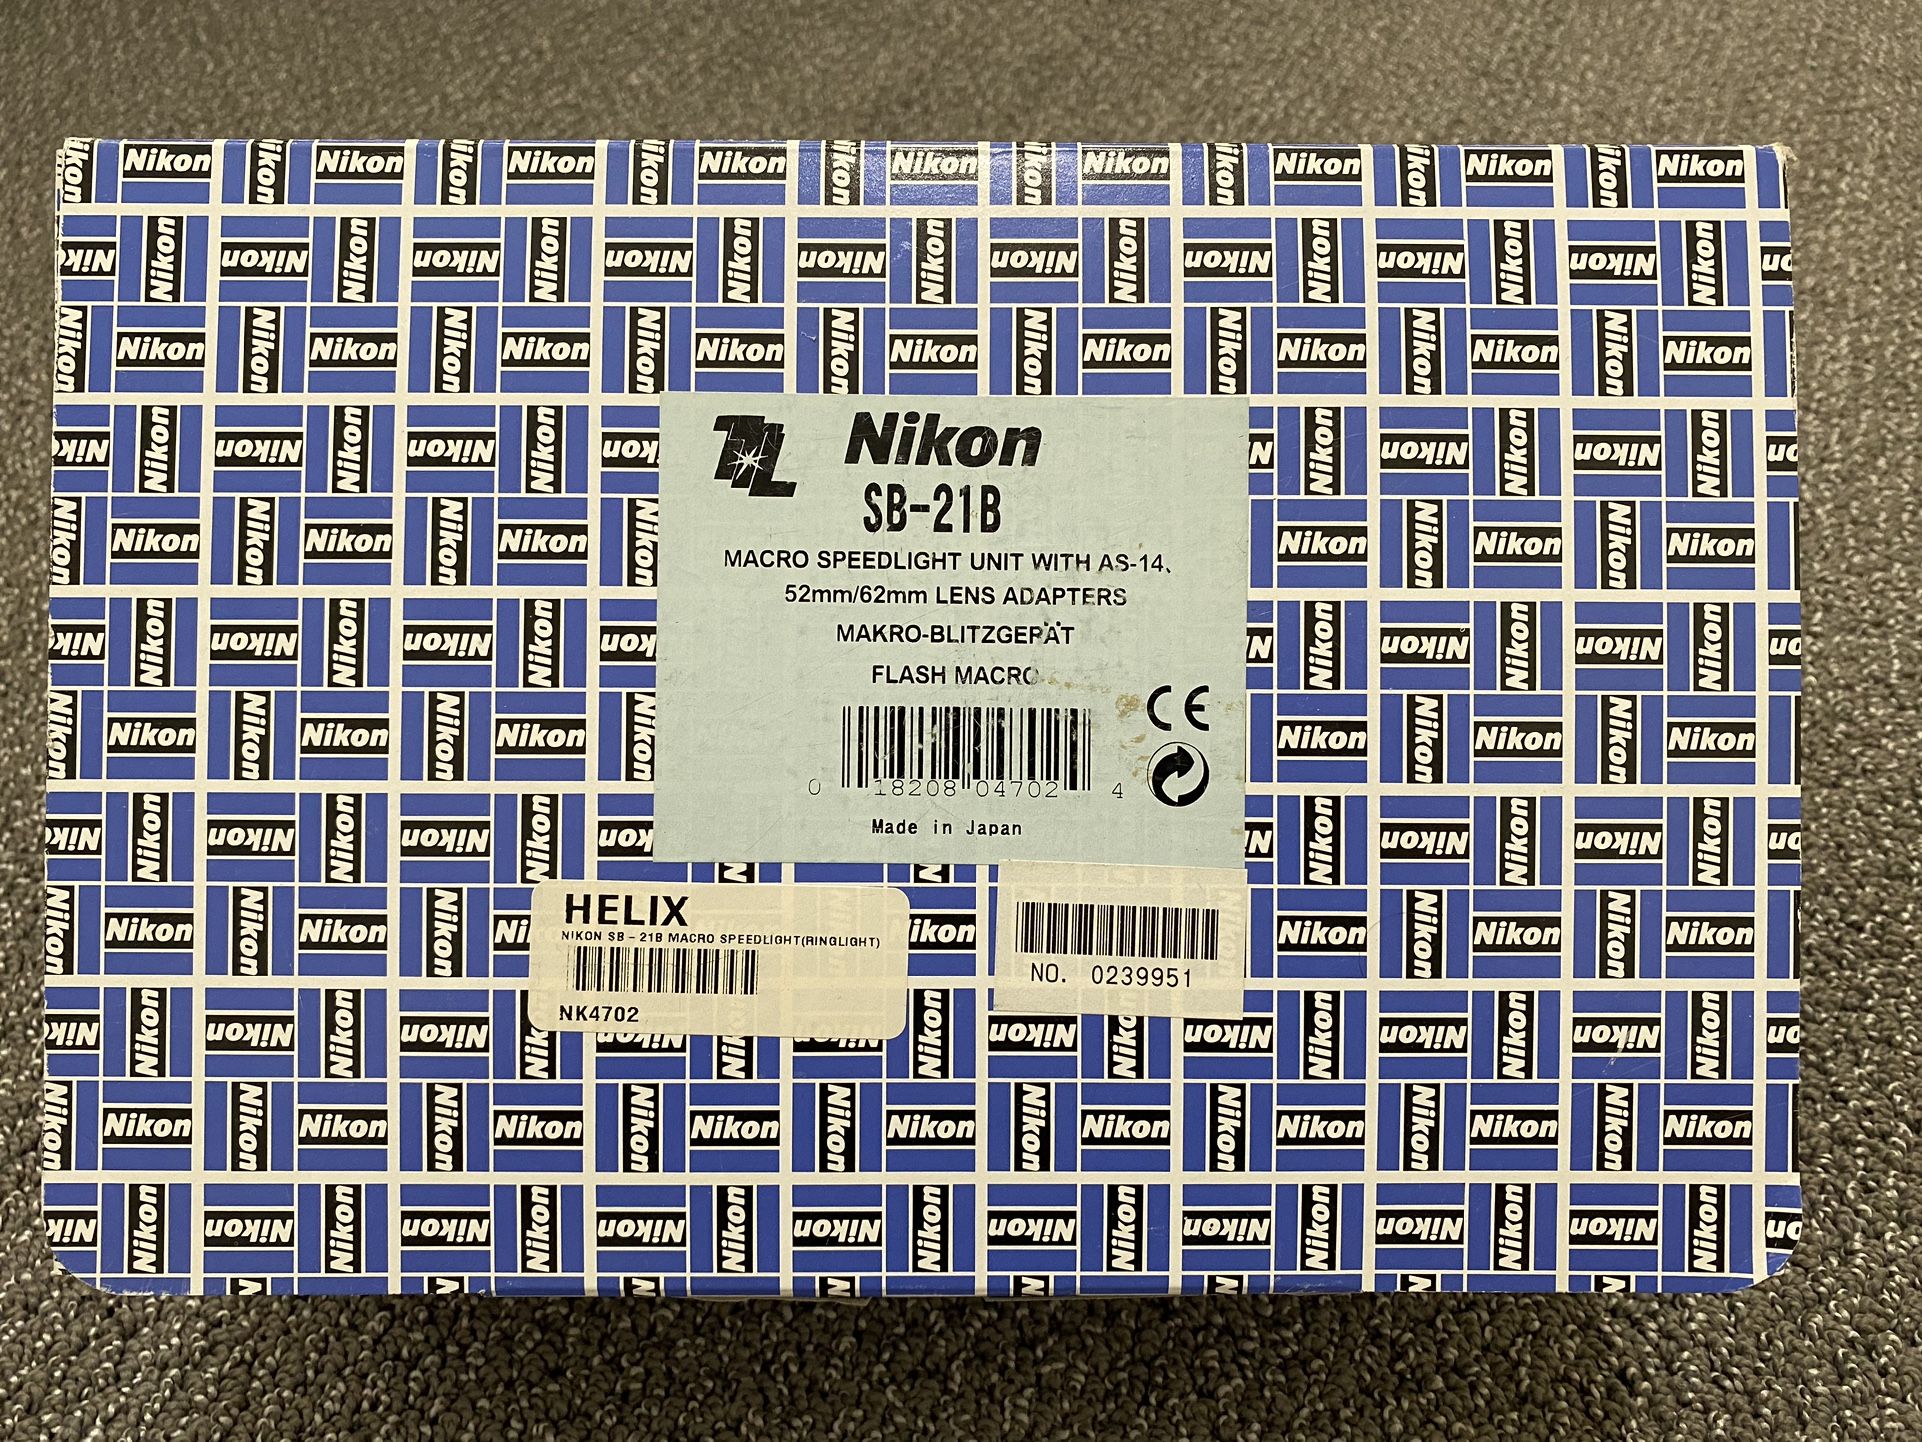 TTL Nikon
SB-21B
MACRO SPEEDLIGHT UNIT WITH AS-14、
52mm/62mm LENS ADAPTERS
MAKRO-BLITZGERÄT
FLASH MACRO
CE
0 18208 04702 4
Made in Japan
HELIX
NIKON SB-21B MACRO SPEEDLIGHT(RINGLIGHT)
NK4702
NO. 0239951
Nikon